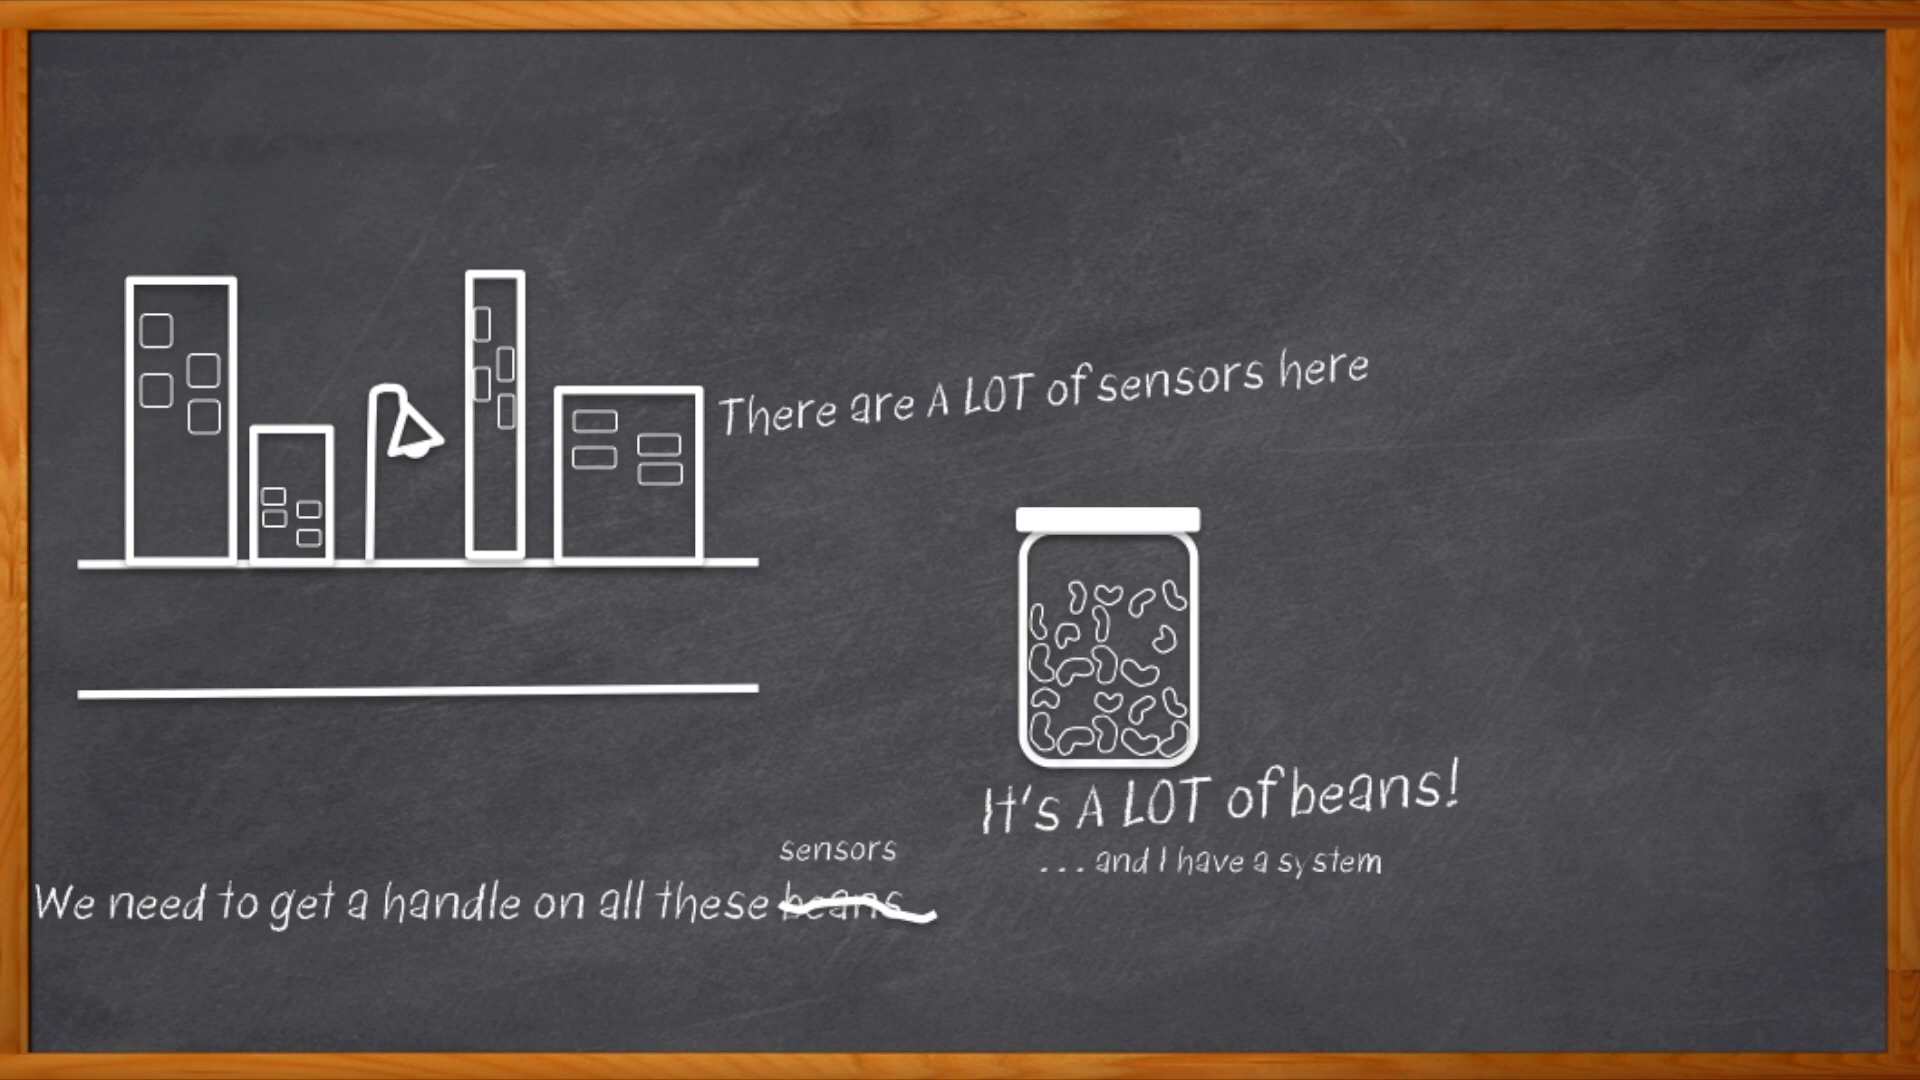 There are A LOT of sensors here
It's A LOT of beans!
... and I have a system
sensors
We need to get a handle on all these beans